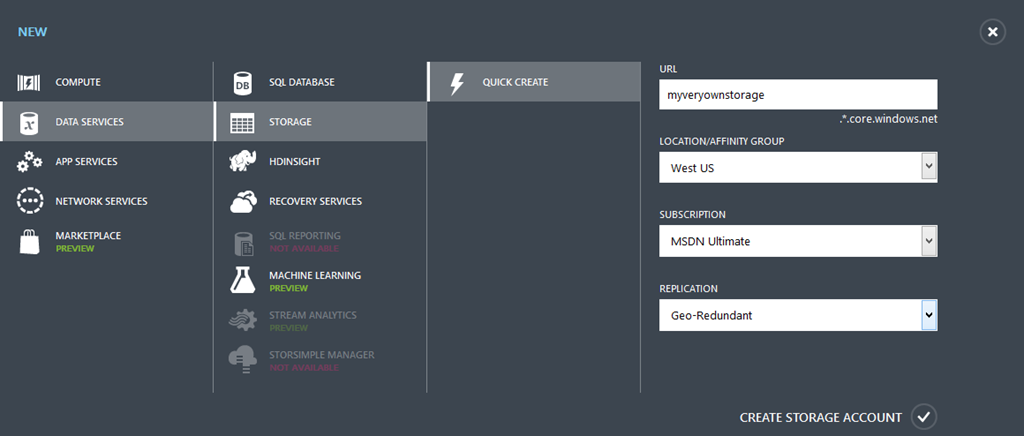 NEW
COMPUTE
DATA SERVICES
APP SERVICES
NETWORK SERVICES
MARKETPLACE
PREVIEW
DB
SQL DATABASE
STORAGE
HDINSIGHT
RECOVERY SERVICES
SQL REPORTING
NOT AVAILABLE
MACHINE LEARNING
PREVIEW
STREAM ANALYTICS
PREVIEW
STORSIMPLE MANAGER
NOT AVAILABLE
QUICK CREATE
URL
myveryownstorage
.*.core.windows.net
LOCATION/AFFINITY GROUP
West US
SUBSCRIPTION
MSDN Ultimate
REPLICATION
Geo-Redundant
CREATE STORAGE ACCOUNT